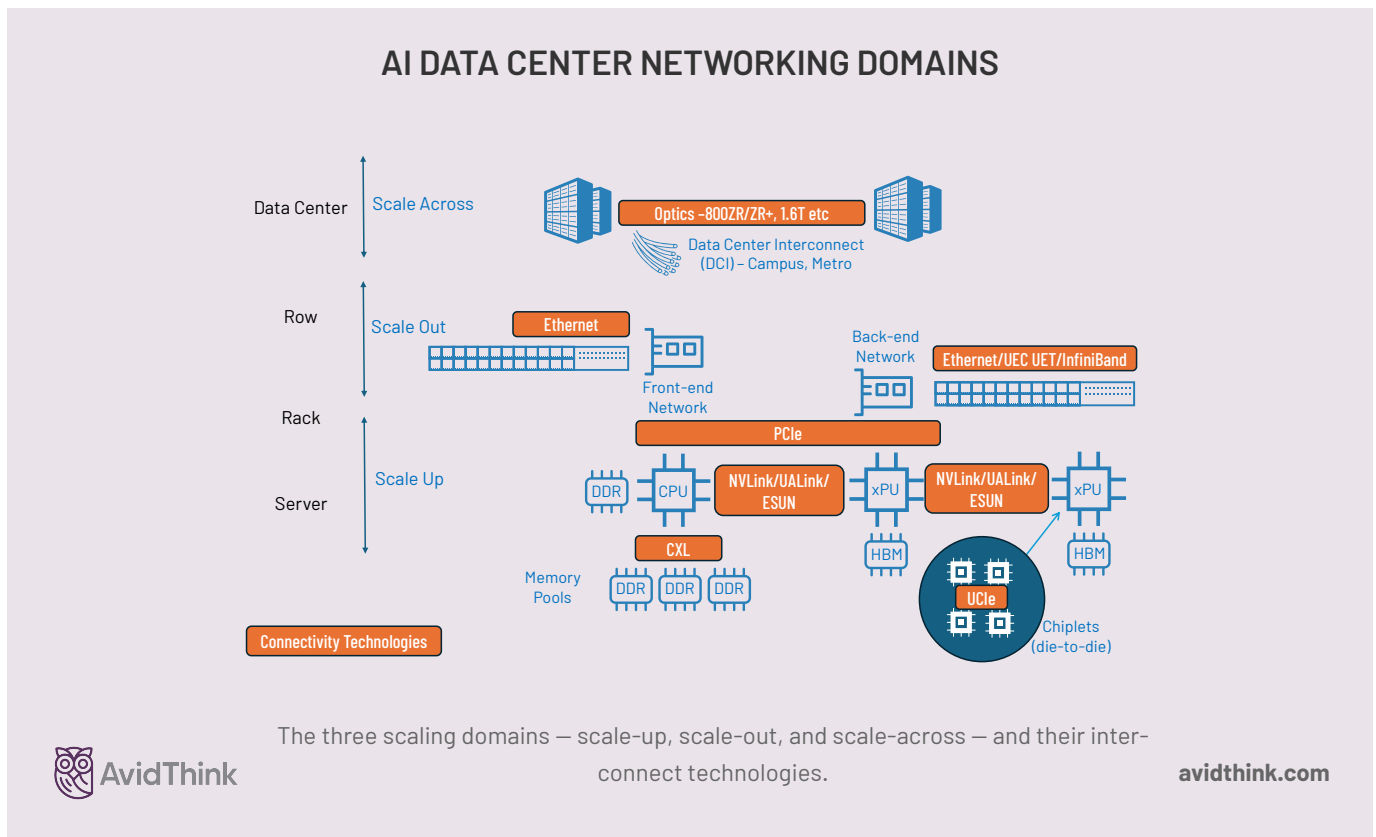 AI DATA CENTER NETWORKING DOMAINS
Data Center
Scale Across
Optics –800ZR/ZR+, 1.6T etc
Data Center Interconnect
(DCI) – Campus, Metro
Row
Scale Out
Ethernet
Front-end
Network
Back-end
Network
Ethernet/UEC UET/InfiniBand
Rack
PCIe
Scale Up
Server
DDR
CPU
NVLink/UALink/
ESUN
xPU
NVLink/UALink/
ESUN
xPU
CXL
HBM
HBM
Memory
Pools
DDR
DDR
DDR
UCIe
Chiplets
(die-to-die)
Connectivity Technologies
The three scaling domains — scale-up, scale-out, and scale-across — and their inter-
connect technologies.
AvidThink
avidthink.com